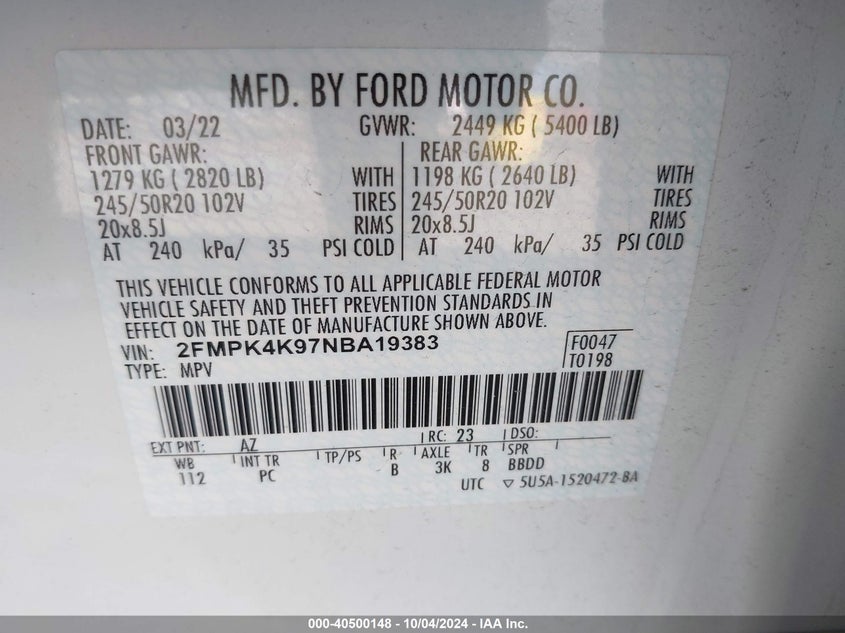 MFD. BY FORD MOTOR CO.
DATE: 03/22 GVWR: 2449 KG ( 5400 LB)
FRONT GAWR: REAR GAWR:
1279 KG ( 2820 LB) WITH 1198 KG ( 2640 LB) WITH
245/50R20 102V TIRES 245/50R20 102V TIRES
20x8.5J RIMS 20x8.5J RIMS
AT 240 kPa/ 35 PSI COLD AT 240 kPa/ 35 PSI COLD
THIS VEHICLE CONFORMS TO ALL APPLICABLE FEDERAL MOTOR
VEHICLE SAFETY AND THEFT PREVENTION STANDARDS IN
EFFECT ON THE DATE OF MANUFACTURE SHOWN ABOVE.
VIN: 2FMPK4K97NBA19383 F0047
TYPE: MPV T0198
EXT PNT: AZ RC: 23 DSO:
WB INT TR TP/PS R AXLE TR SPR
112 PC B 3K 8 BBDD
UTC ▽ 5U5A-1520472-BA
000-40500148 - 10/04/2024 - IAA Inc.